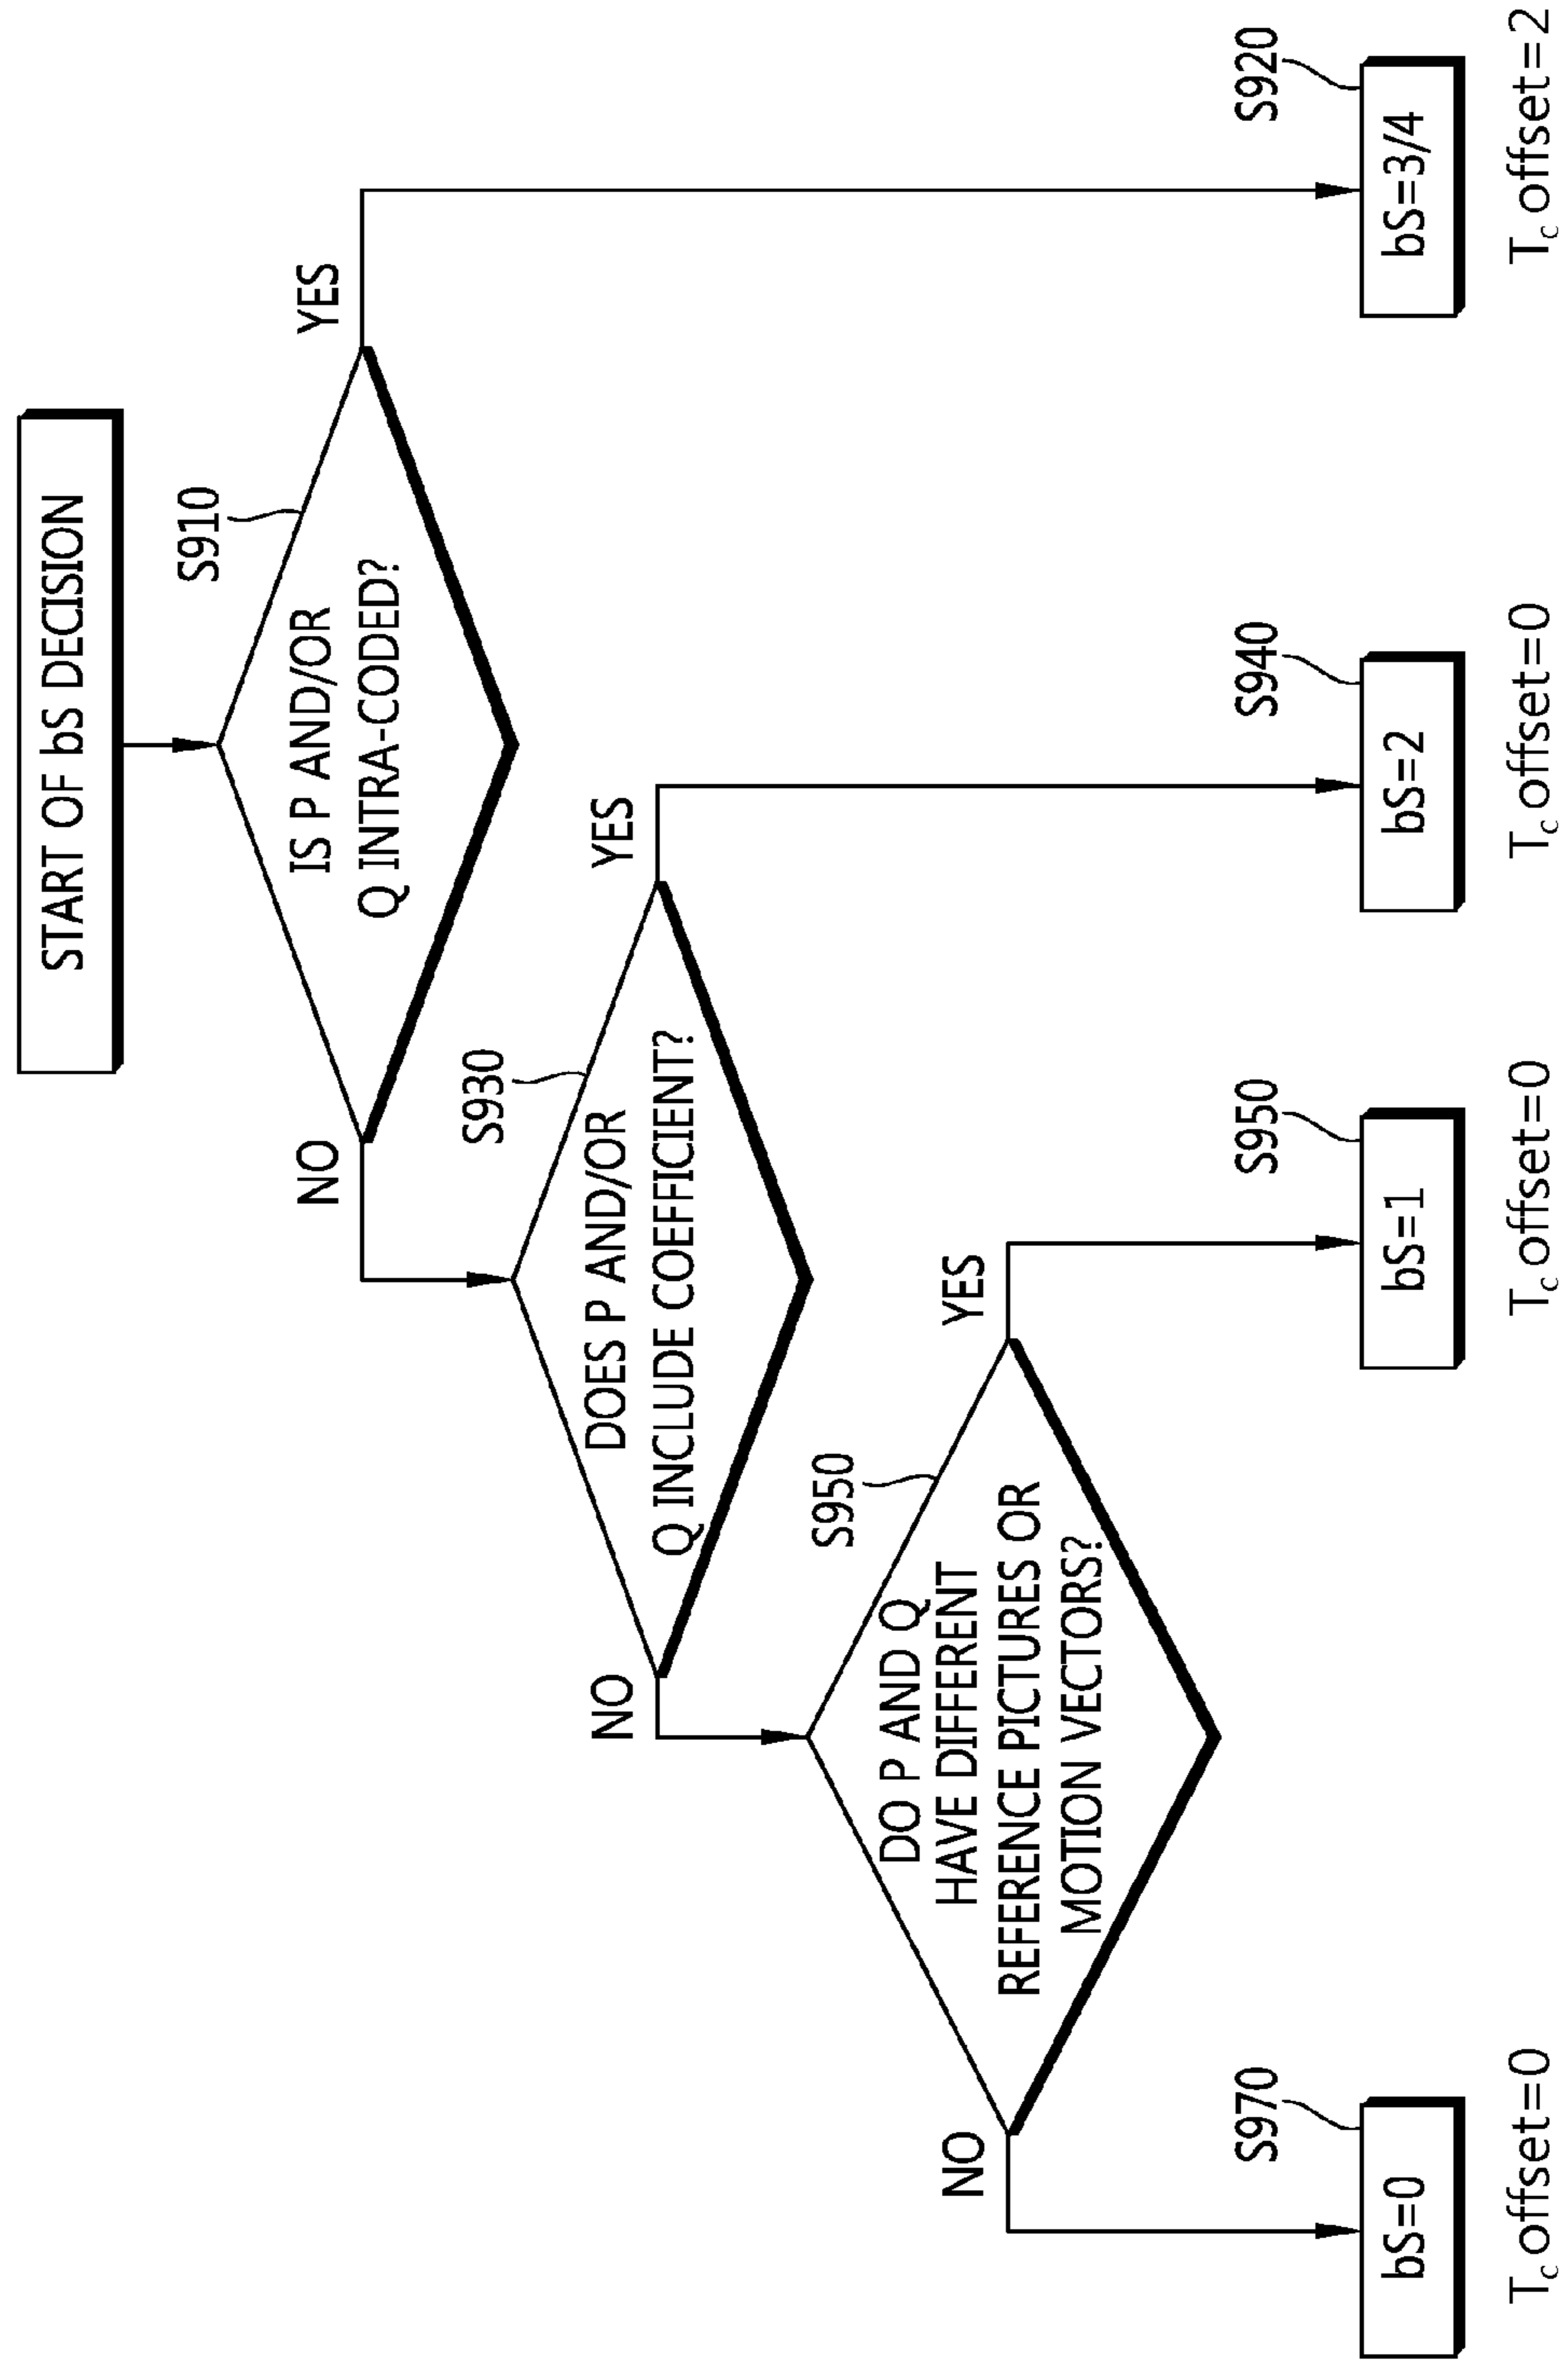 START OF bS DECISION
S910
IS P AND/OR
Q INTRA-CODED?
NO
YES
S930
DOES P AND/OR
Q INCLUDE COEFFICIENT?
NO
YES
S950
DO P AND Q
HAVE DIFFERENT
REFERENCE PICTURES OR
MOTION VECTORS?
NO
YES
S970
bS=0
Tc offset=0
S950
bS=1
Tc offset=0
S940
bS=2
Tc offset=0
S920
bS=3/4
Tc offset=2